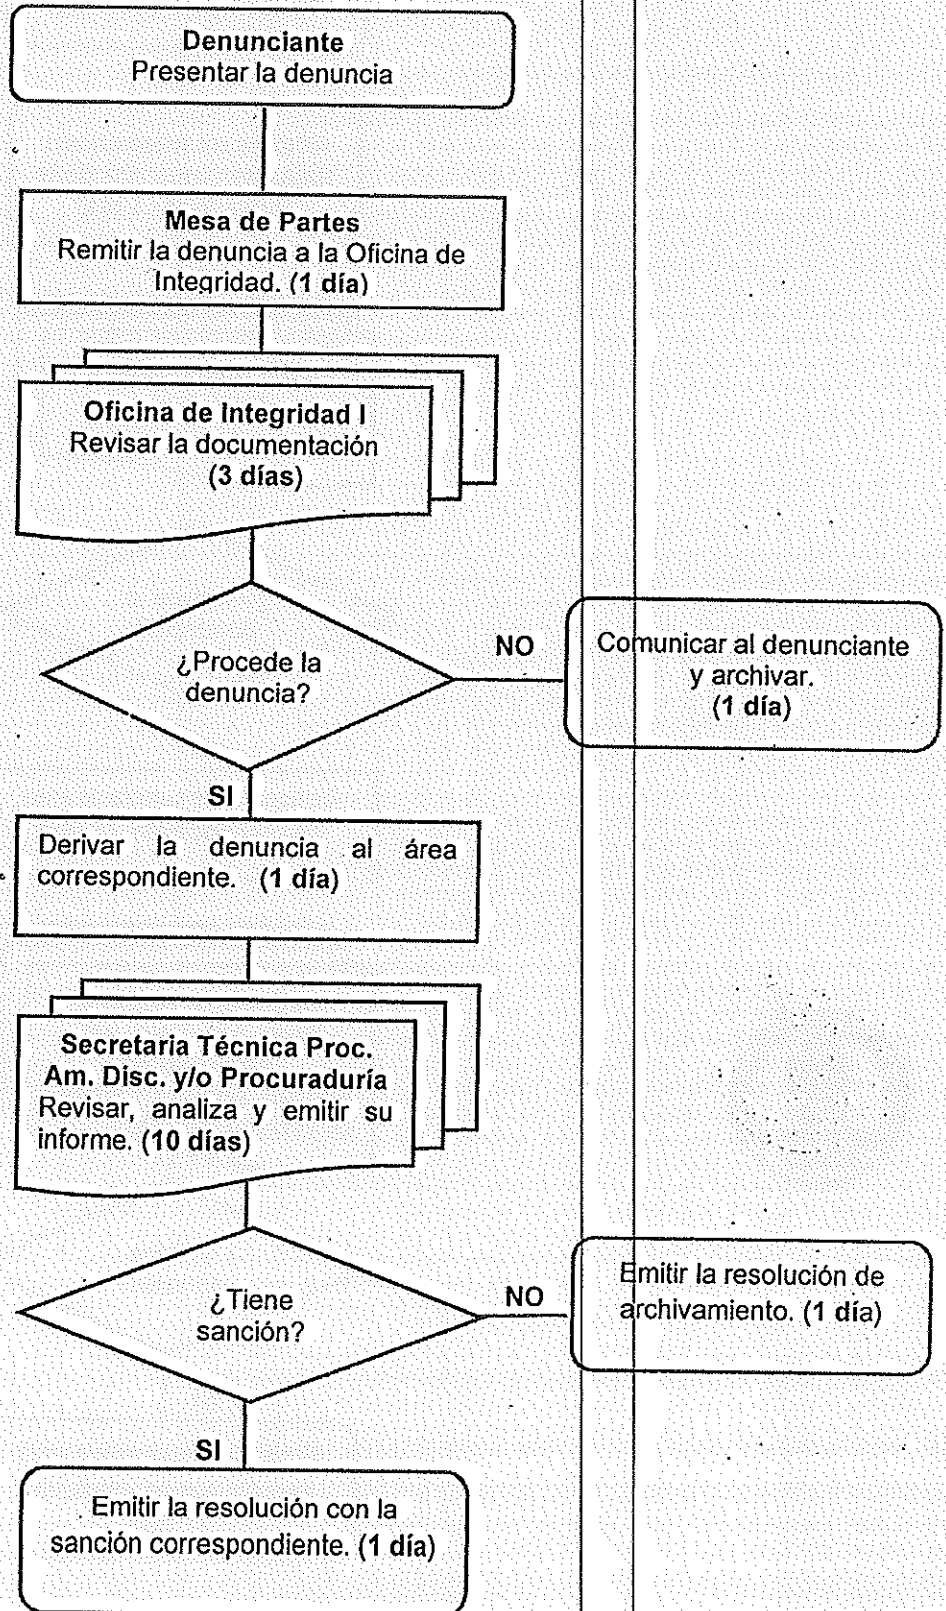 Denunciante
Presentar la denuncia
Mesa de Partes
Remitir la denuncia a la Oficina de
Integridad. (1 día)
Oficina de Integridad I
Revisar la documentación
(3 días)
¿Procede la
denuncia?
NO
Comunicar al denunciante
y archivar.
(1 día)
SI
Derivar la denuncia al área
correspondiente. (1 día)
Secretaria Técnica Proc.
Am. Disc. y/o Procuraduría
Revisar, analiza y emitir su
informe. (10 días)
¿Tiene
sanción?
NO
Emitir la resolución de
archivamiento. (1 día)
SI
Emitir la resolución con la
sanción correspondiente. (1 día)